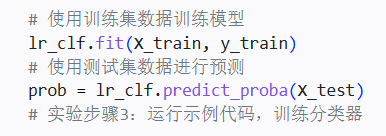 # 使用训练集数据训练模型
lr_clf.fit(X_train, y_train)
# 使用测试集数据进行预测
prob = lr_clf.predict_proba(X_test)
# 实验步骤3：运行示例代码，训练分类器